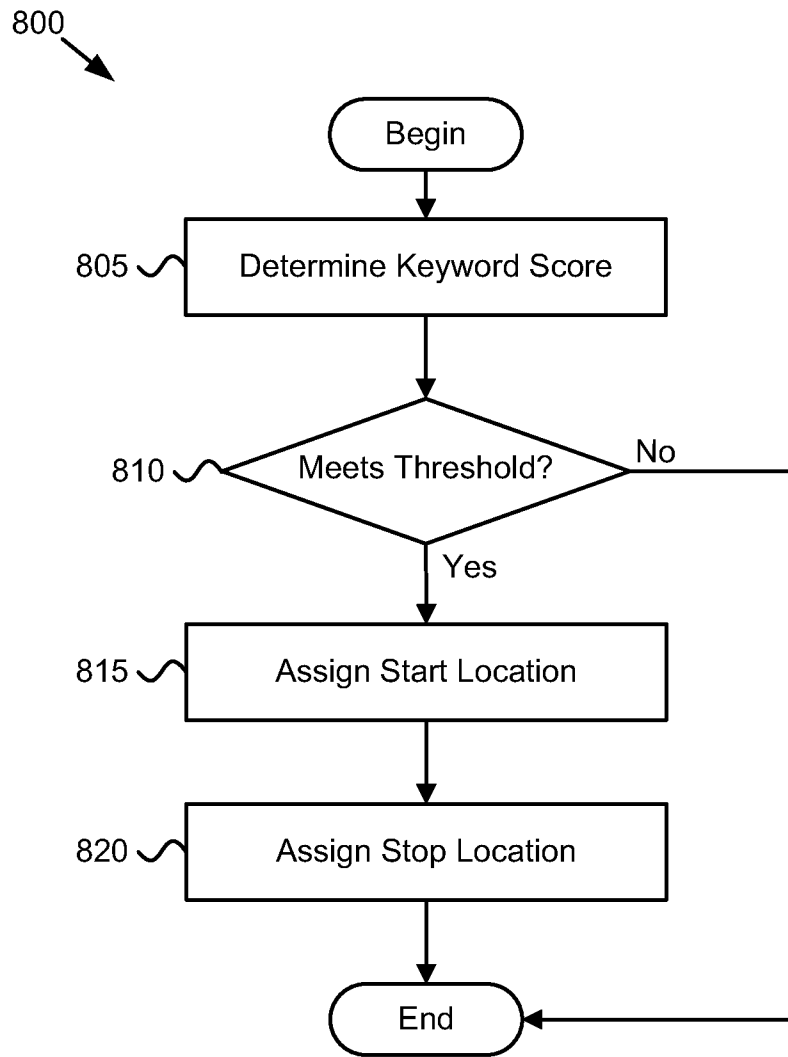 800
Begin
805
Determine Keyword Score
810
Meets Threshold?
No
Yes
815
Assign Start Location
820
Assign Stop Location
End